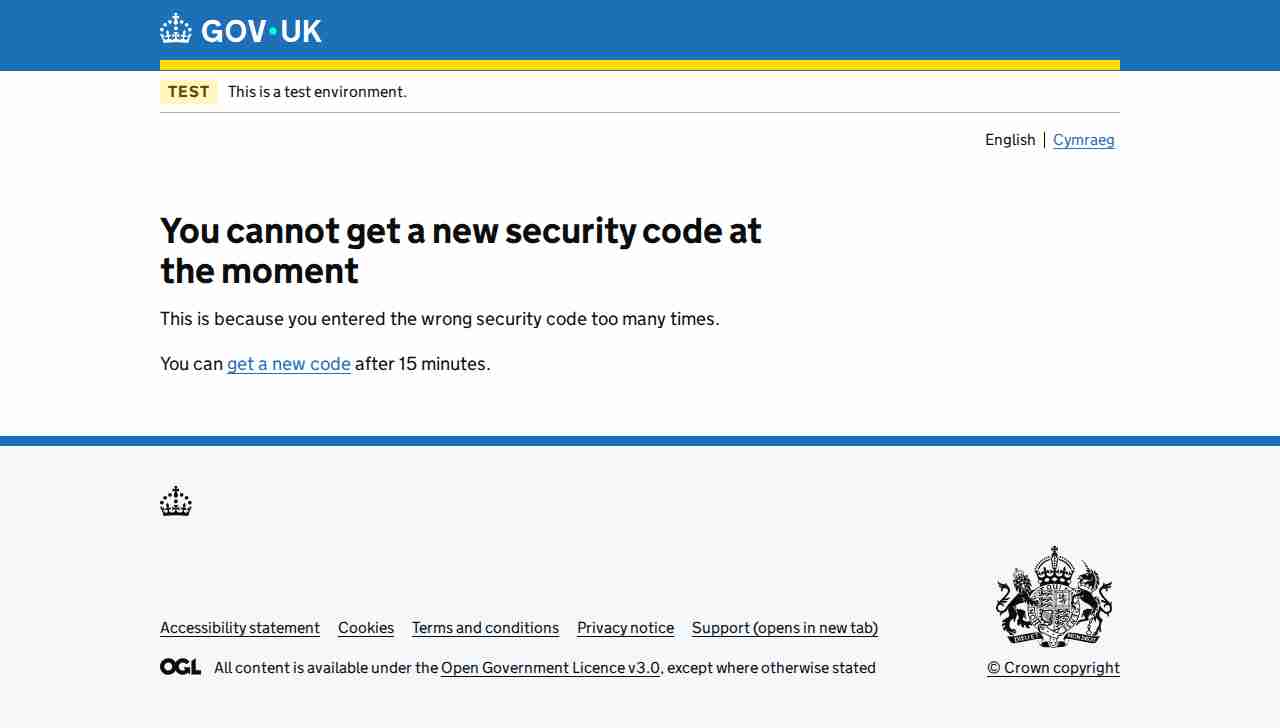 GOV·UK
TEST This is a test environment.
English | Cymraeg
You cannot get a new security code at
the moment
This is because you entered the wrong security code too many times.
You can get a new code after 15 minutes.
Accessibility statement Cookies Terms and conditions Privacy notice Support (opens in new tab)
OGL All content is available under the Open Government Licence v3.0, except where otherwise stated
© Crown copyright